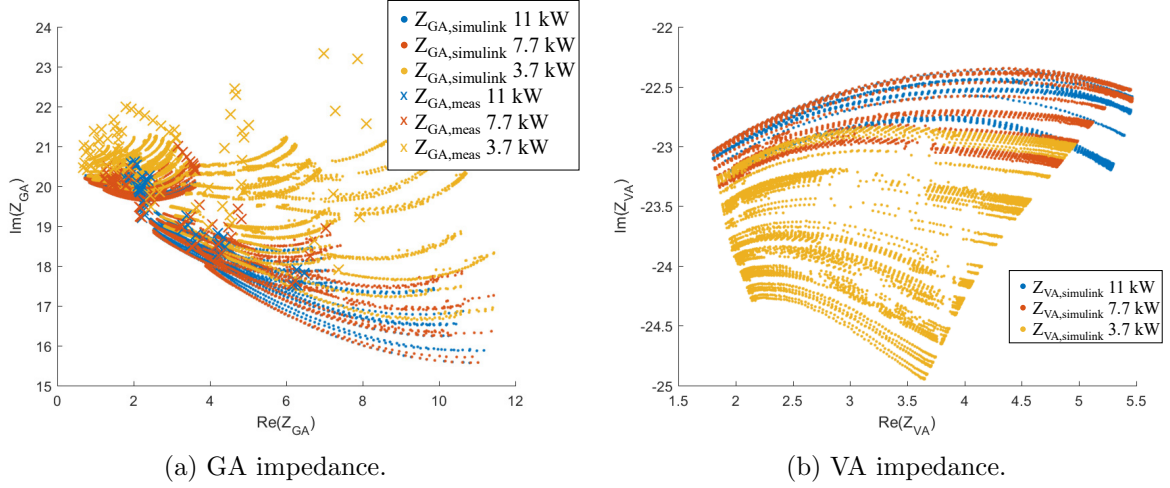 24
23
22
21
20
19
18
17
16
15
Im(Z_GA)
0
2
4
6
8
10
12
Re(Z_GA)
Z_GA,simulink 11 kW
Z_GA,simulink 7.7 kW
Z_GA,simulink 3.7 kW
Z_GA,meas 11 kW
Z_GA,meas 7.7 kW
Z_GA,meas 3.7 kW
(a) GA impedance.
-22
-22.5
-23
-23.5
-24
-24.5
-25
Im(Z_VA)
1.5
2
2.5
3
3.5
4
4.5
5
5.5
Re(Z_VA)
Z_VA,simulink 11 kW
Z_VA,simulink 7.7 kW
Z_VA,simulink 3.7 kW
(b) VA impedance.